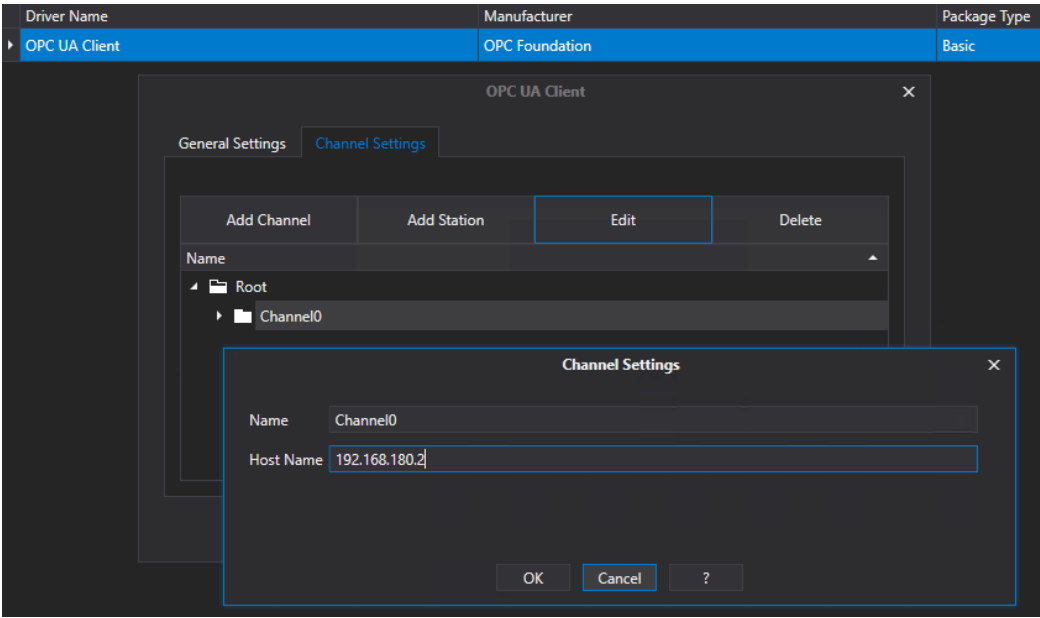 Driver Name Manufacturer Package Type
OPC UA Client OPC Foundation Basic
OPC UA Client
General Settings Channel Settings
Add Channel Add Station Edit Delete
Name
Root
Channel0
Channel Settings
Name Channel0
Host Name 192.168.180.2
OK Cancel ?